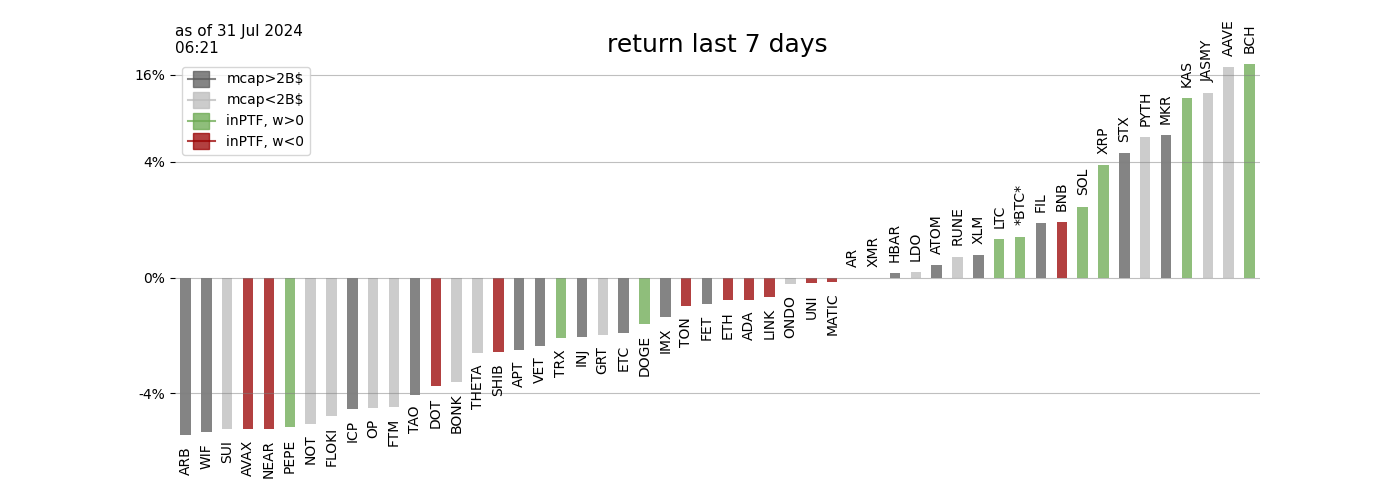 as of 31 Jul 2024
06:21
return last 7 days
mcap>2B$
mcap<2B$
inPTF, w>0
inPTF, w<0
16%
4%
0%
-4%
ARB
WIF
SUI
AVAX
NEAR
PEPE
NOT
FLOKI
ICP
OP
FTM
TAO
DOT
BONK
THETA
SHIB
APT
VET
TRX
INJ
GRT
ETC
DOGE
IMX
TON
FET
ETH
ADA
LINK
ONDO
UNI
MATIC
AR
XMR
HBAR
LDO
ATOM
RUNE
XLM
LTC
*BTC*
FIL
BNB
SOL
XRP
STX
PYTH
MKR
KAS
JASMY
AAVE
BCH